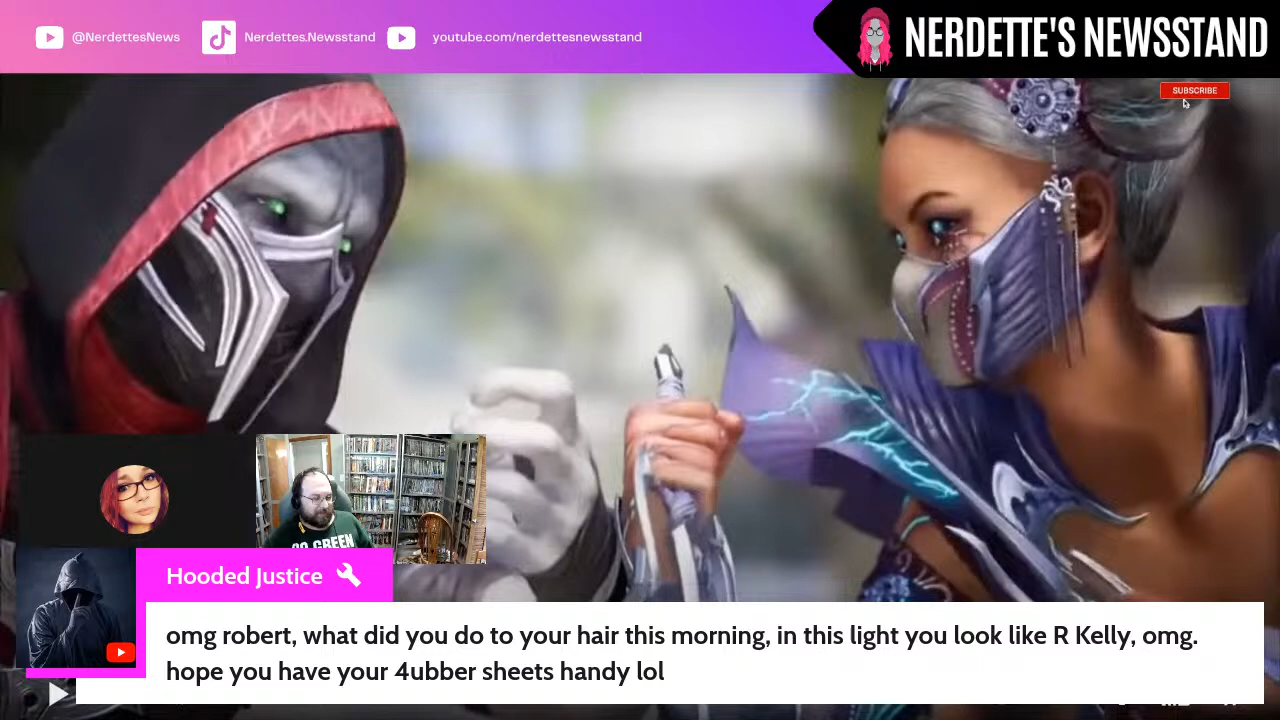 @NerdettesNews
Nerdettes.Newsstand
youtube.com/nerdettesnewsstand
NERDETTE'S NEWSSTAND
SUBSCRIBE
GO GREEN
Hooded Justice
omg robert, what did you do to your hair this morning, in this light you look like R Kelly, omg.
hope you have your 4ubber sheets handy lol